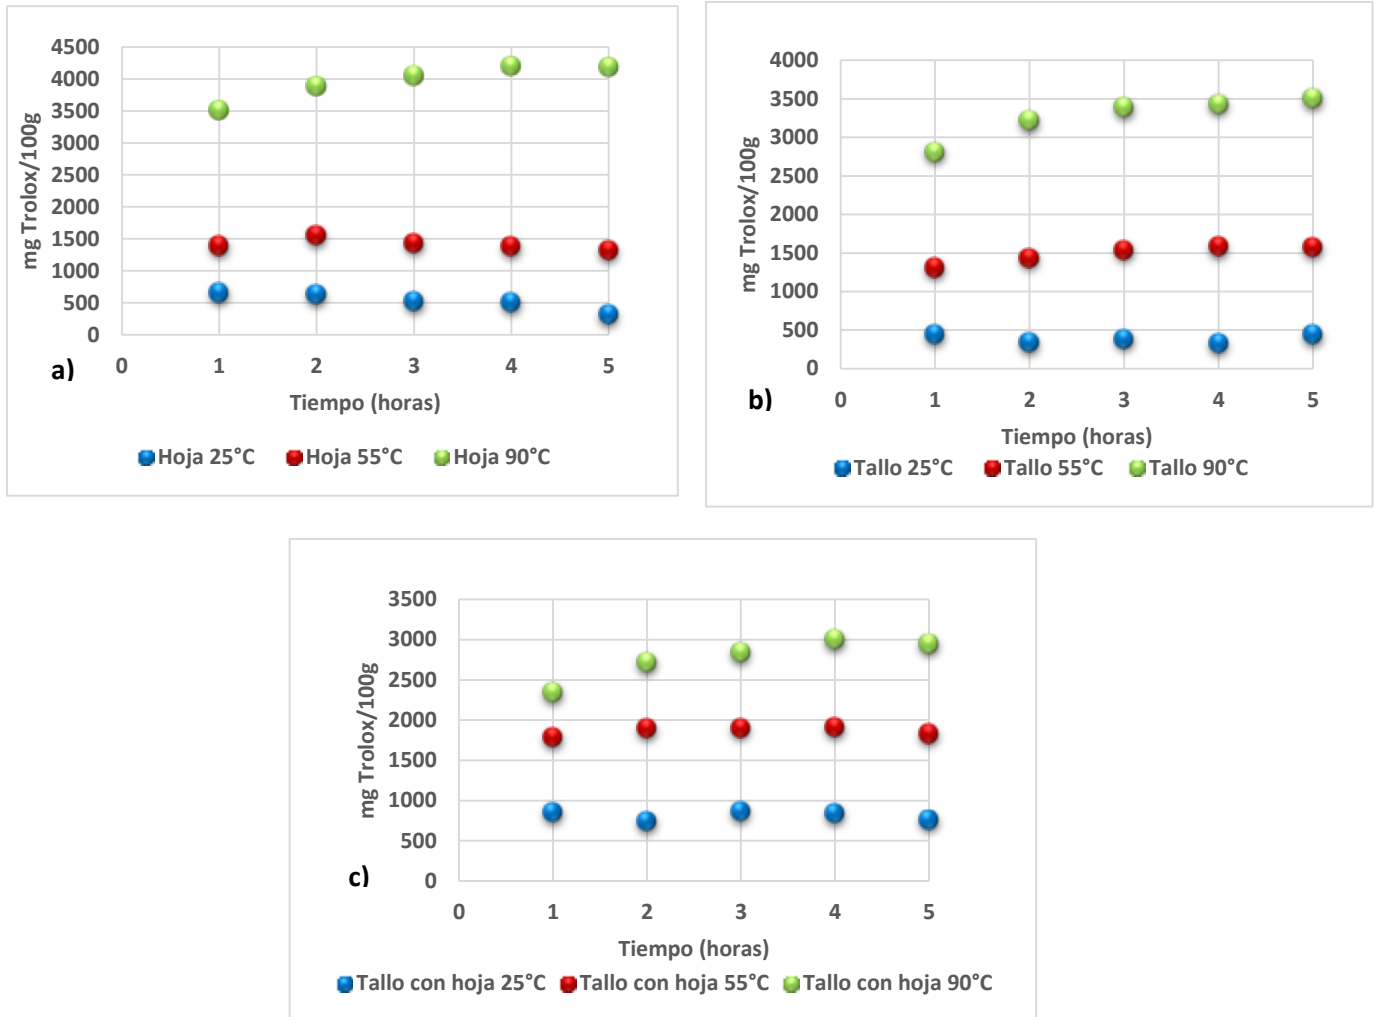 4500
4000
3500
3000
2500
2000
1500
1000
500
0
mg Trolox/100g
0 1 2 3 4 5
a)
Tiempo (horas)
Hoja 25°C Hoja 55°C Hoja 90°C
4000
3500
3000
2500
2000
1500
1000
500
0
mg Trolox/100g
0 1 2 3 4 5
b)
Tiempo (horas)
Tallo 25°C Tallo 55°C Tallo 90°C
3500
3000
2500
2000
1500
1000
500
0
mg Trolox/100g
c)
0 1 2 3 4 5
Tiempo (horas)
Tallo con hoja 25°C Tallo con hoja 55°C Tallo con hoja 90°C